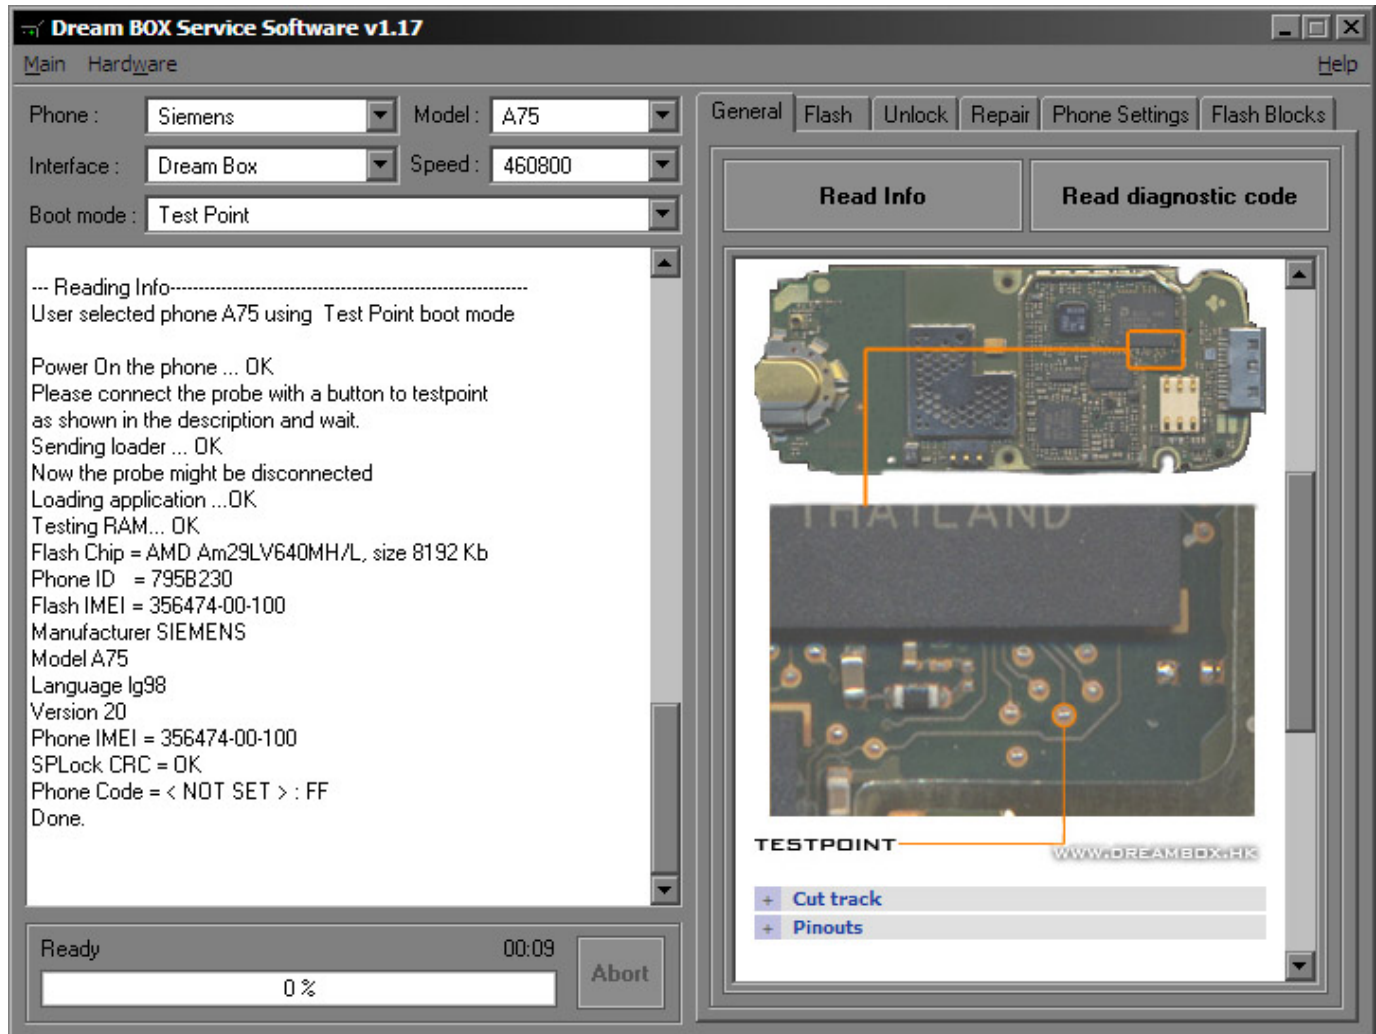 Dream BOX Service Software v1.17
Main Hardware Help
Phone : Siemens Model : A75
Interface : Dream Box Speed : 460800
Boot mode : Test Point
General Flash Unlock Repair Phone Settings Flash Blocks
Read Info Read diagnostic code
--- Reading Info-----------------------------------------------------------
User selected phone A75 using  Test Point boot mode
Power On the phone ... OK
Please connect the probe with a button to testpoint
as shown in the description and wait.
Sending loader ... OK
Now the probe might be disconnected
Loading application ...OK
Testing RAM... OK
Flash Chip = AMD Am29LV640MH/L, size 8192 Kb
Phone ID   = 795B230
Flash IMEI = 356474-00-100
Manufacturer SIEMENS
Model A75
Language lg98
Version 20
Phone IMEI = 356474-00-100
SPLock CRC = OK
Phone Code = < NOT SET > : FF
Done.
THAILAND
TESTPOINT
WWW.DREAMBOX.HK
+ Cut track
+ Pinouts
Ready 00:09
0 %
Abort